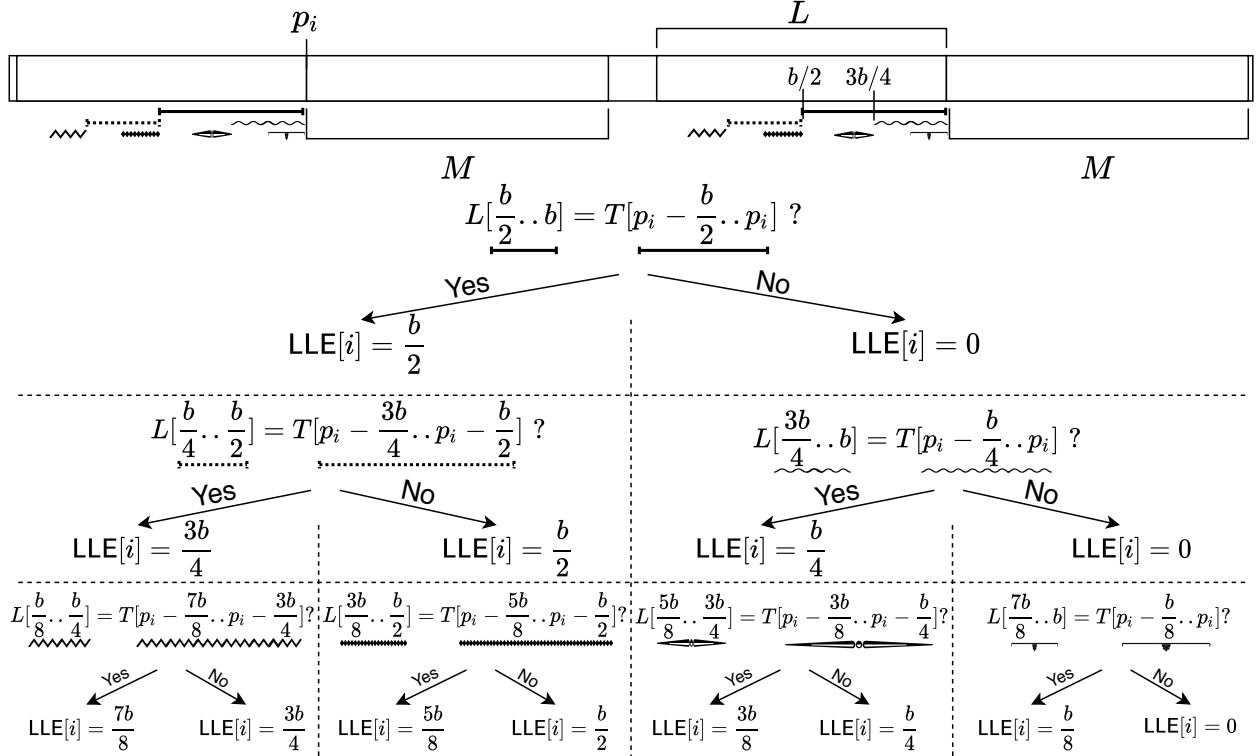 p_i L
b/2 3b/4
M M
L[b/2..b] = T[p_i − b/2..p_i] ?
Yes No
LLE[i] = b/2 LLE[i] = 0
L[b/4..b/2] = T[p_i − 3b/4..p_i − b/2] ? L[3b/4..b] = T[p_i − b/4..p_i] ?
Yes No Yes No
LLE[i] = 3b/4 LLE[i] = b/2 LLE[i] = b/4 LLE[i] = 0
L[b/8..b/4] = T[p_i − 7b/8..p_i − 3b/4]? L[3b/8..b/2] = T[p_i − 5b/8..p_i − b/2]? L[5b/8..3b/4] = T[p_i − 3b/8..p_i − b/4]? L[7b/8..b] = T[p_i − b/8..p_i]?
Yes No Yes No Yes No Yes No
LLE[i] = 7b/8 LLE[i] = 3b/4 LLE[i] = 5b/8 LLE[i] = b/2 LLE[i] = 3b/8 LLE[i] = b/4 LLE[i] = b/8 LLE[i] = 0